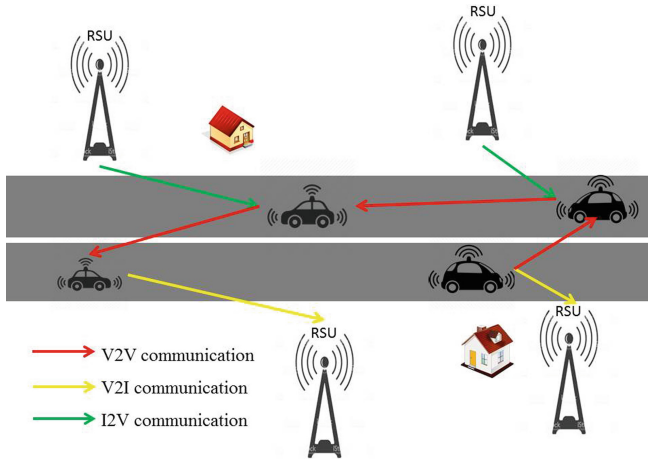 RSU
RSU
RSU
RSU
V2V communication
V2I communication
I2V communication